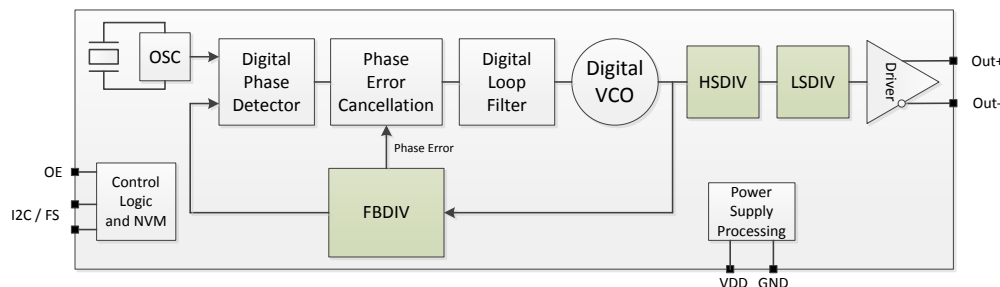 OSC
Digital
Phase
Detector
Phase
Error
Cancellation
Digital
Loop
Filter
Digital
VCO
HSDIV
LSDIV
Driver
Out+
Out-
Phase Error
OE
I2C / FS
Control
Logic
and NVM
FBDIV
Power
Supply
Processing
VDD GND